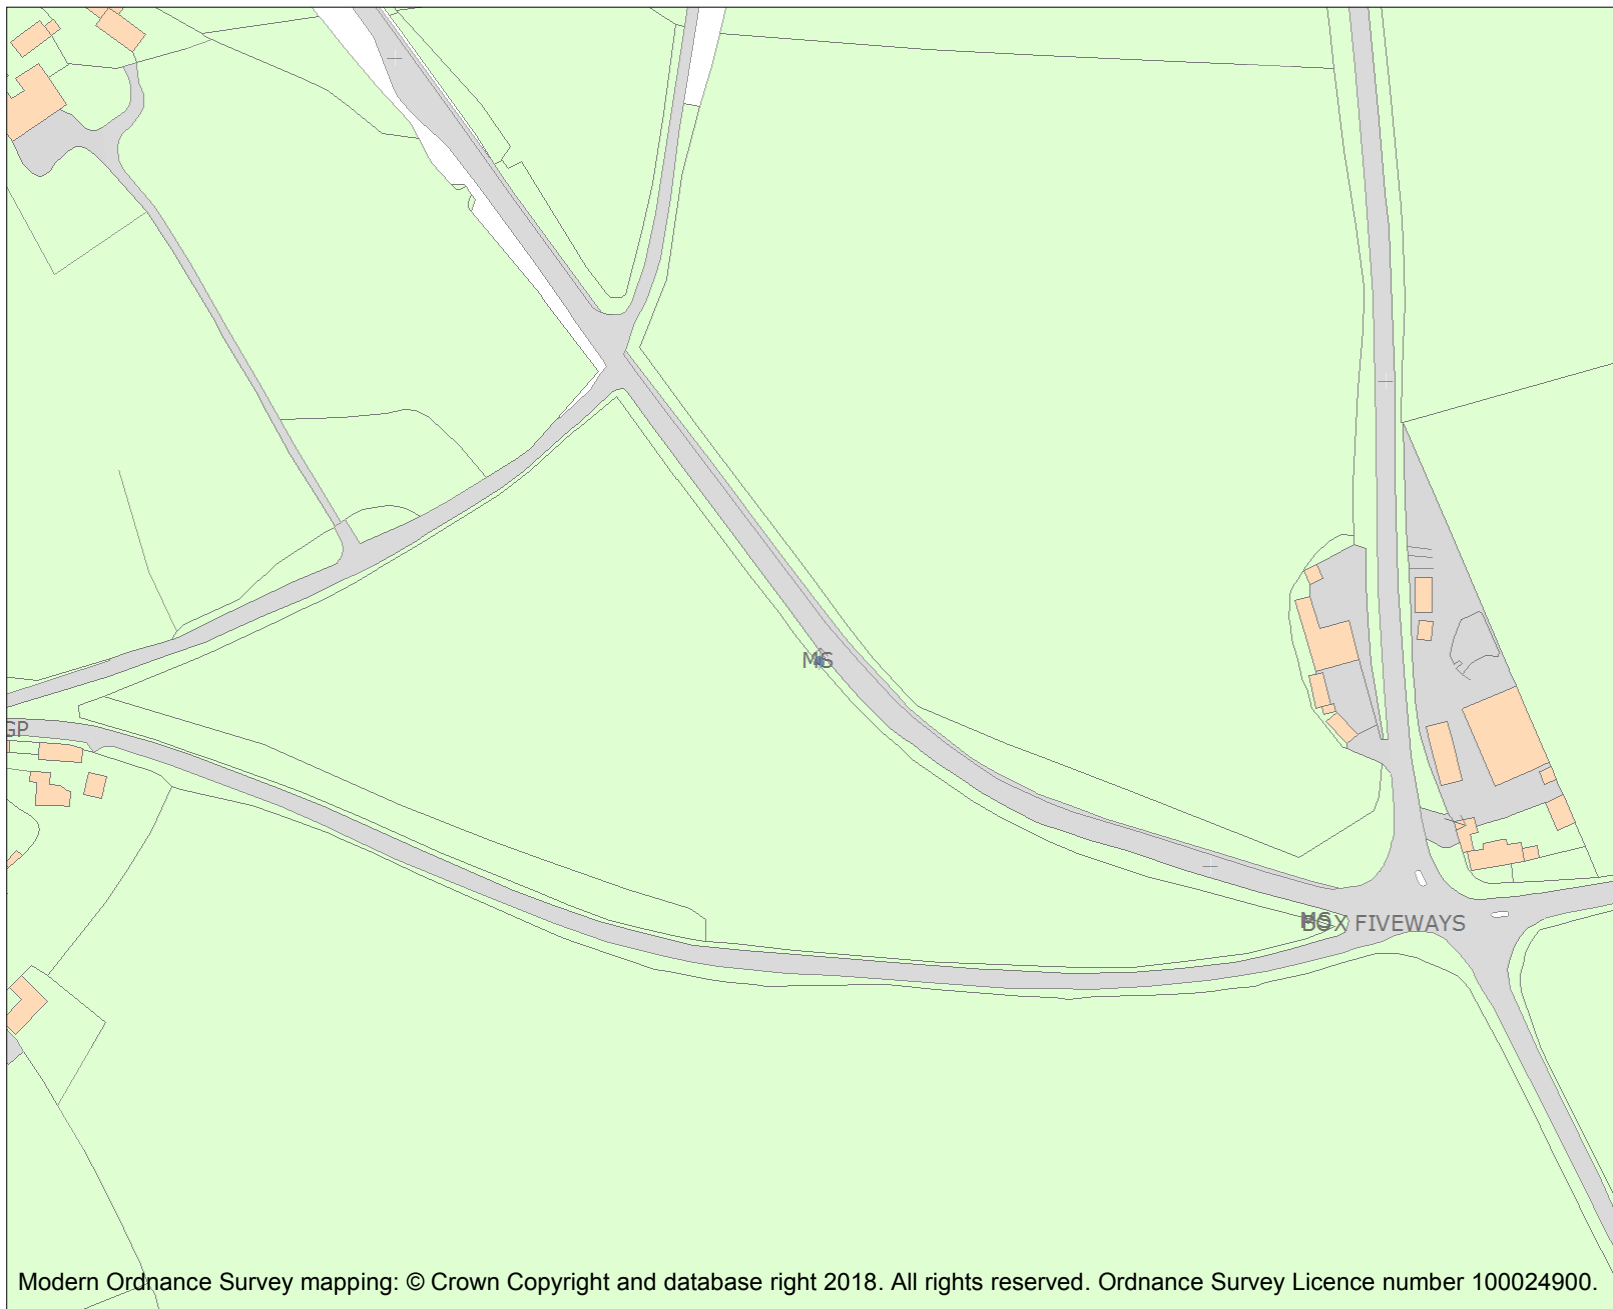 MS
GP
MS
BOX FIVEWAYS
Modern Ordnance Survey mapping: © Crown Copyright and database right 2018. All rights reserved. Ordnance Survey Licence number 100024900.